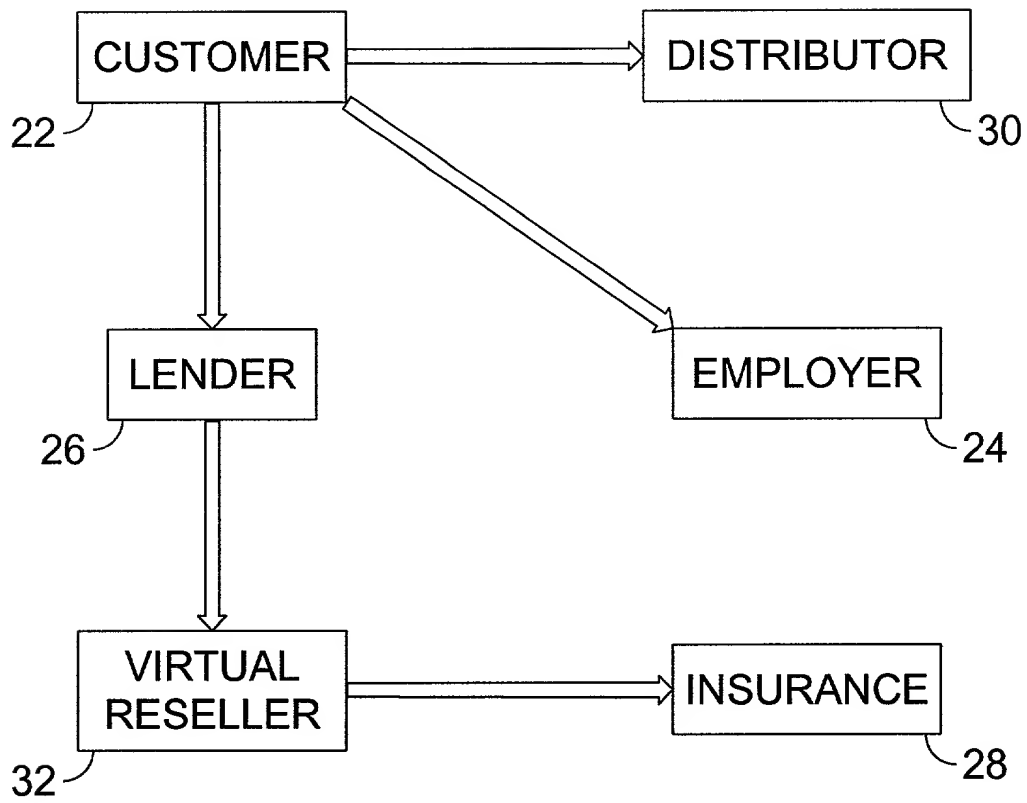 CUSTOMER
DISTRIBUTOR
22
30
LENDER
EMPLOYER
26
24
VIRTUAL
RESELLER
INSURANCE
32
28